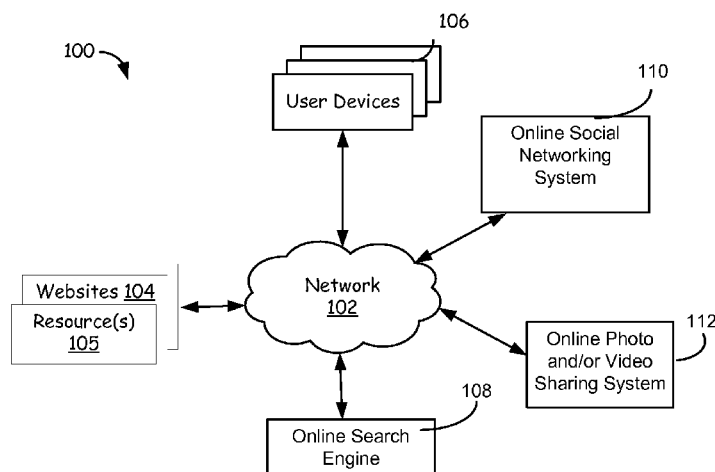 100
106
User Devices
110
Online Social
Networking
System
Network
102
Websites 104
Resource(s)
105
112
Online Photo
and/or Video
Sharing System
108
Online Search
Engine